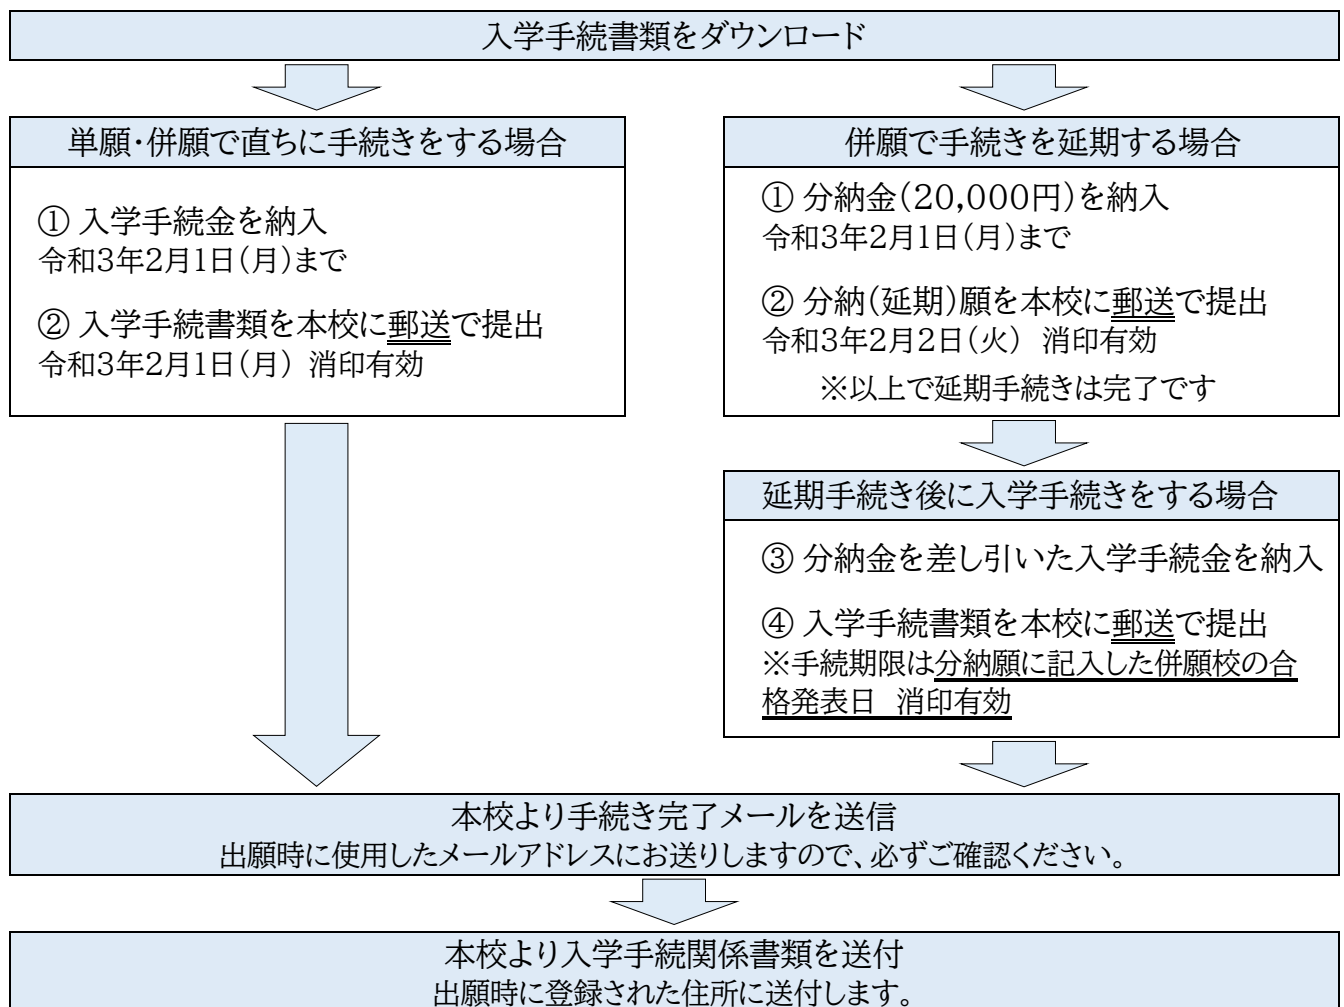 入学手続書類をダウンロード
単願・併願で直ちに手続きをする場合
① 入学手続金を納入
令和3年2月1日(月)まで
② 入学手続書類を本校に郵送で提出
令和3年2月1日(月) 消印有効
併願で手続きを延期する場合
① 分納金(20,000円)を納入
令和3年2月1日(月)まで
② 分納(延期)願を本校に郵送で提出
令和3年2月2日(火) 消印有効
※以上で延期手続きは完了です
延期手続き後に入学手続きをする場合
③ 分納金を差し引いた入学手続金を納入
④ 入学手続書類を本校に郵送で提出
※手続期限は分納願に記入した併願校の合
格発表日 消印有効
本校より手続き完了メールを送信
出願時に使用したメールアドレスにお送りしますので、必ずご確認ください。
本校より入学手続関係書類を送付
出願時に登録された住所に送付します。